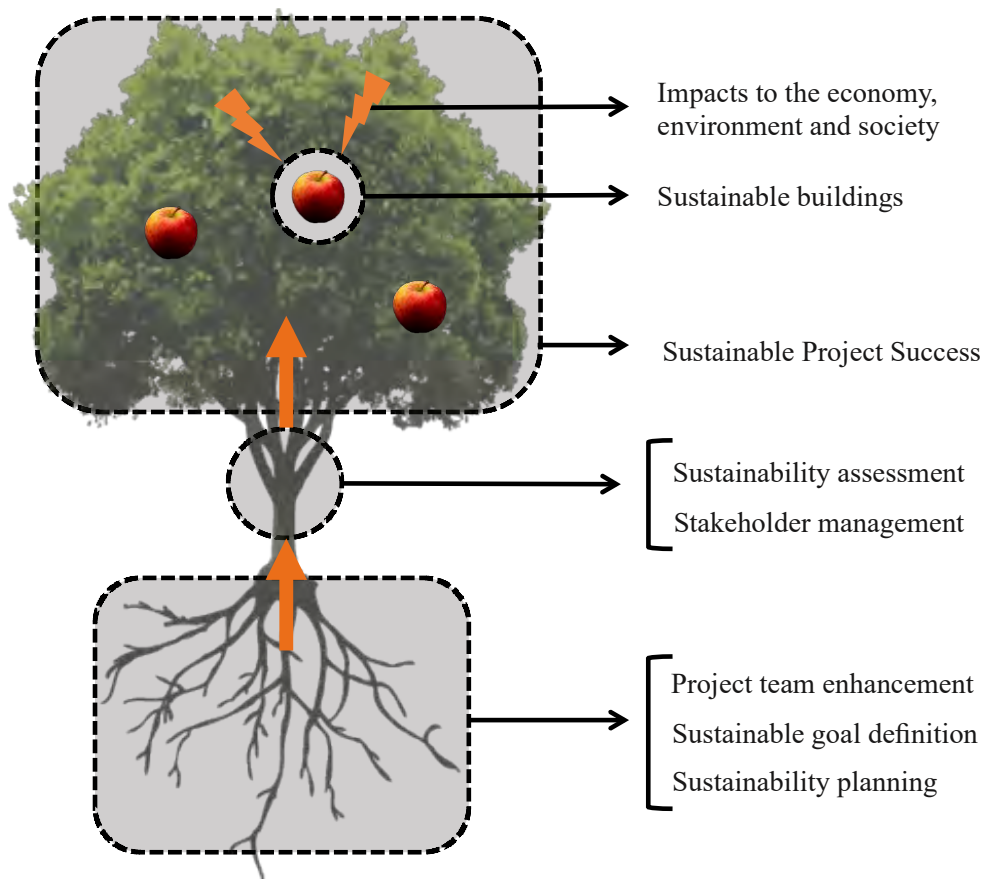 Impacts to the economy,
environment and society
Sustainable buildings
Sustainable Project Success
Sustainability assessment
Stakeholder management
Project team enhancement
Sustainable goal definition
Sustainability planning